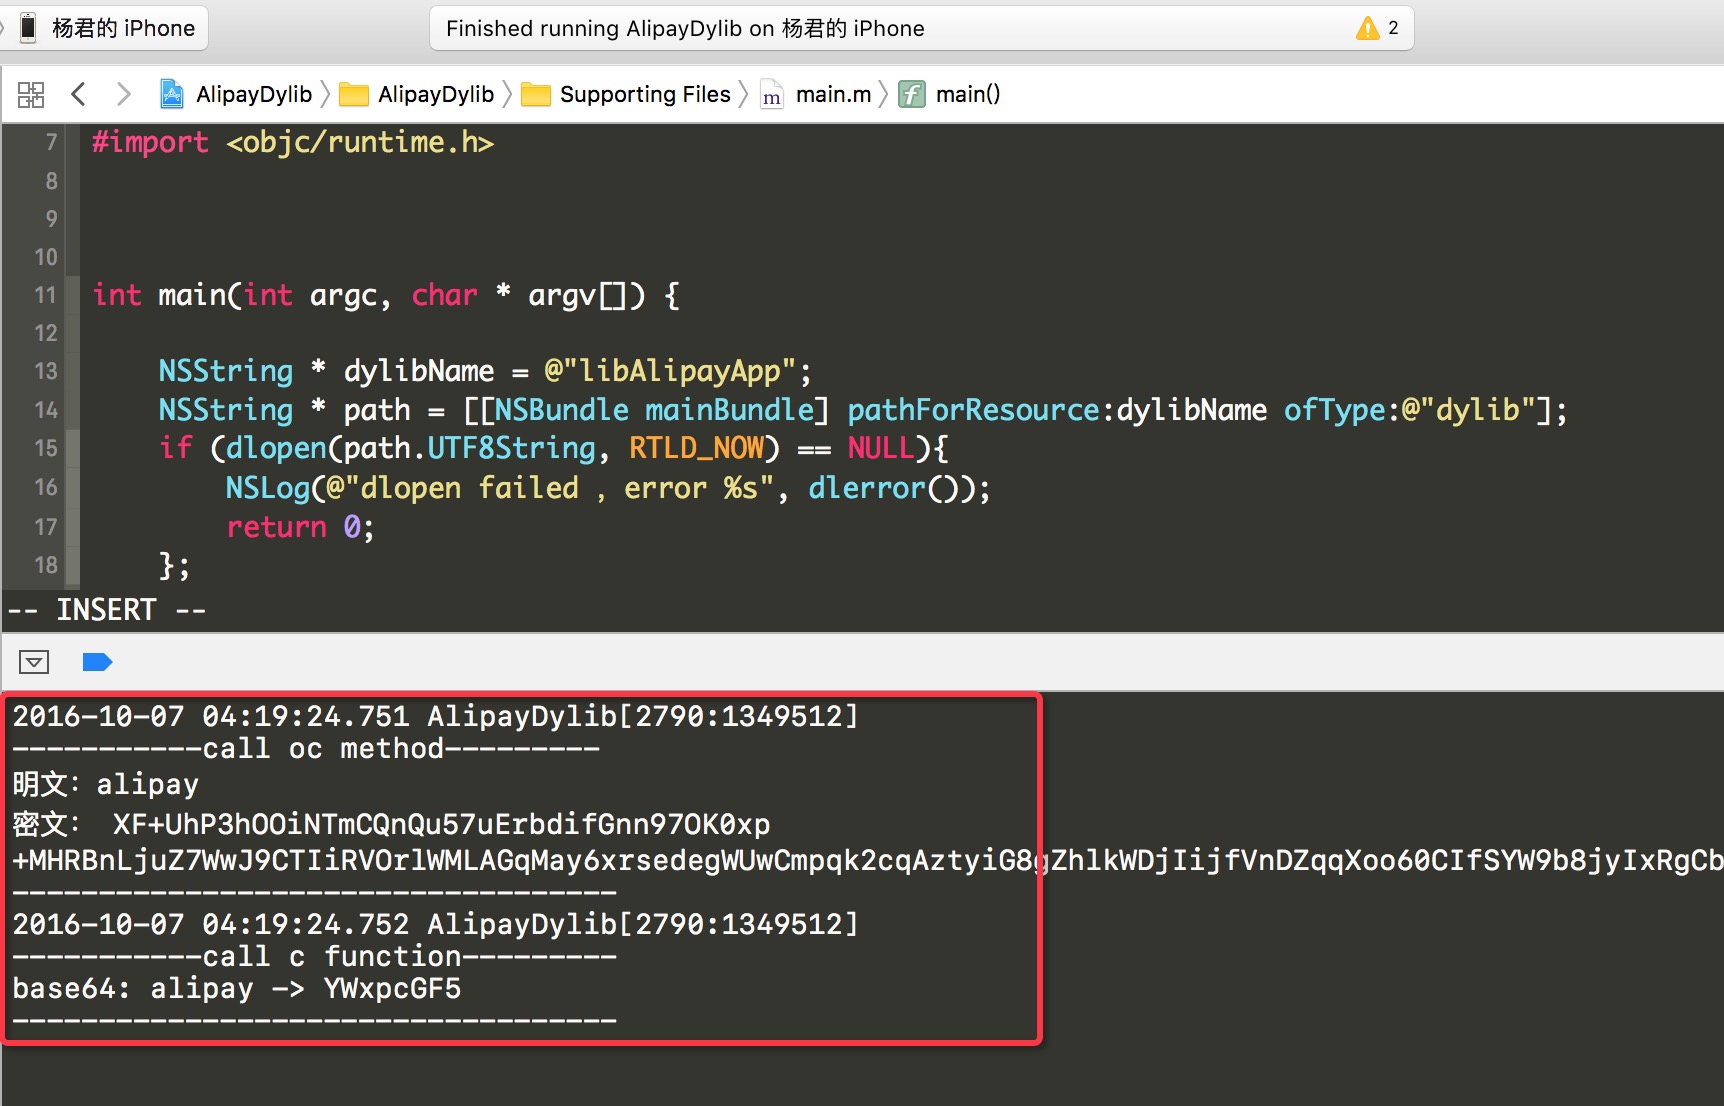 杨君的 iPhone
Finished running AlipayDylib on 杨君的 iPhone
2
AlipayDylib
AlipayDylib
Supporting Files
m main.m
f main()
7 #import <objc/runtime.h>
8
9
10
11 int main(int argc, char * argv[]) {
12
13 NSString * dylibName = @"libAlipayApp";
14 NSString * path = [[NSBundle mainBundle] pathForResource:dylibName ofType:@"dylib"];
15 if (dlopen(path.UTF8String, RTLD_NOW) == NULL){
16 NSLog(@"dlopen failed , error %s", dlerror());
17 return 0;
18 };
-- INSERT --
2016-10-07 04:19:24.751 AlipayDylib[2790:1349512]
-----------call oc method---------
明文: alipay
密文: XF+UhP3hOOiNTmCQnQu57uErbdifGnn97OK0xp
+MHRBnLjuZ7WwJ9CTIiRVOrlWMLAGqMay6xrsedegWUwCmpqk2cqAztyiG8gZhlkWDjIijfVnDZqqXoo60CIfSYW9b8jyIxRgCb
-----------------------------------
2016-10-07 04:19:24.752 AlipayDylib[2790:1349512]
-----------call c function---------
base64: alipay -> YWxpcGF5
-----------------------------------